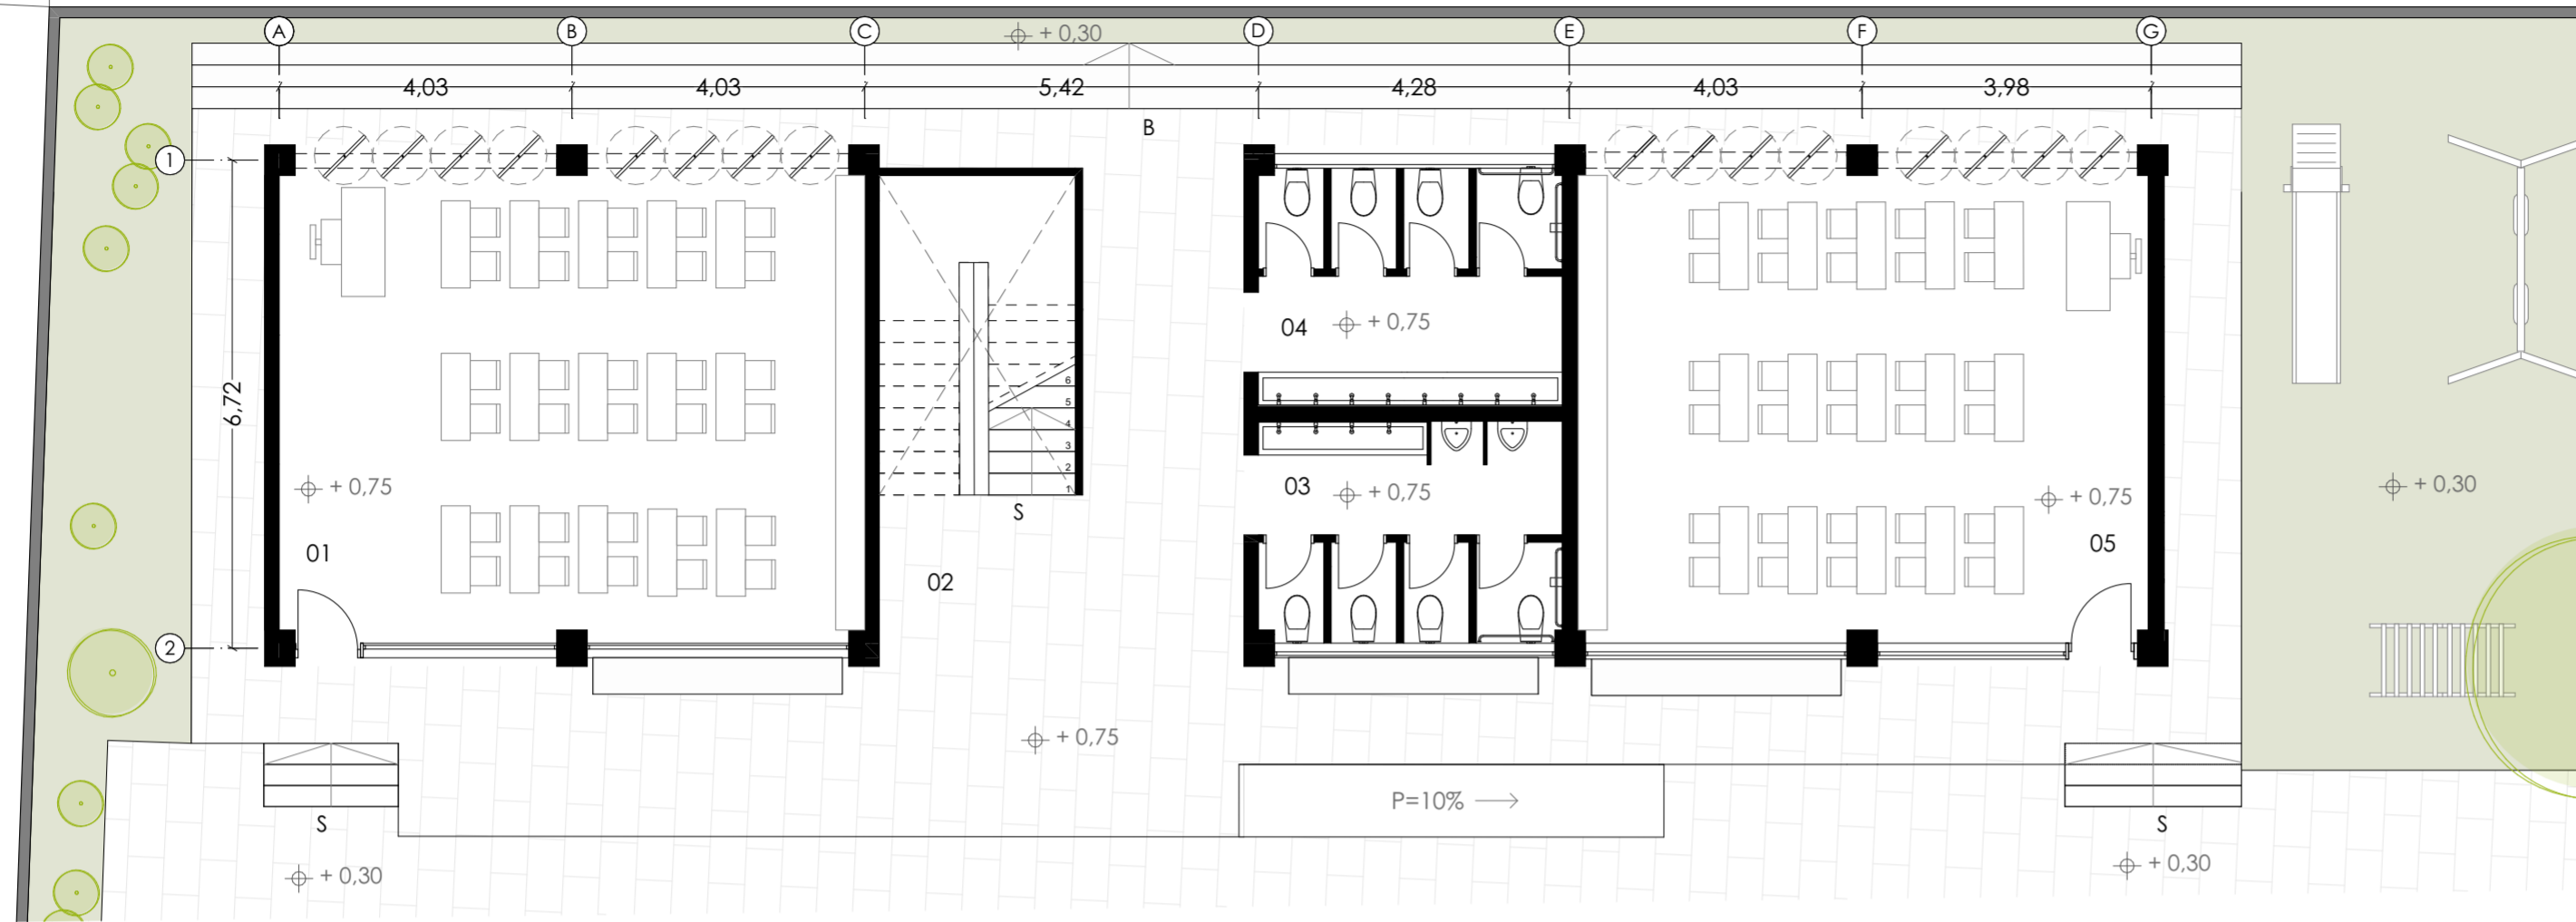 A B C D E F G
+ 0,30
4,03 4,03 5,42 4,28 4,03 3,98
B
1
6,72
04 + 0,75
6
5
4
3
2
1
03 + 0,75
+ 0,75
+ 0,75
+ 0,30
S
01
05
02
2
+ 0,75
P=10%
S
S
+ 0,30
+ 0,30